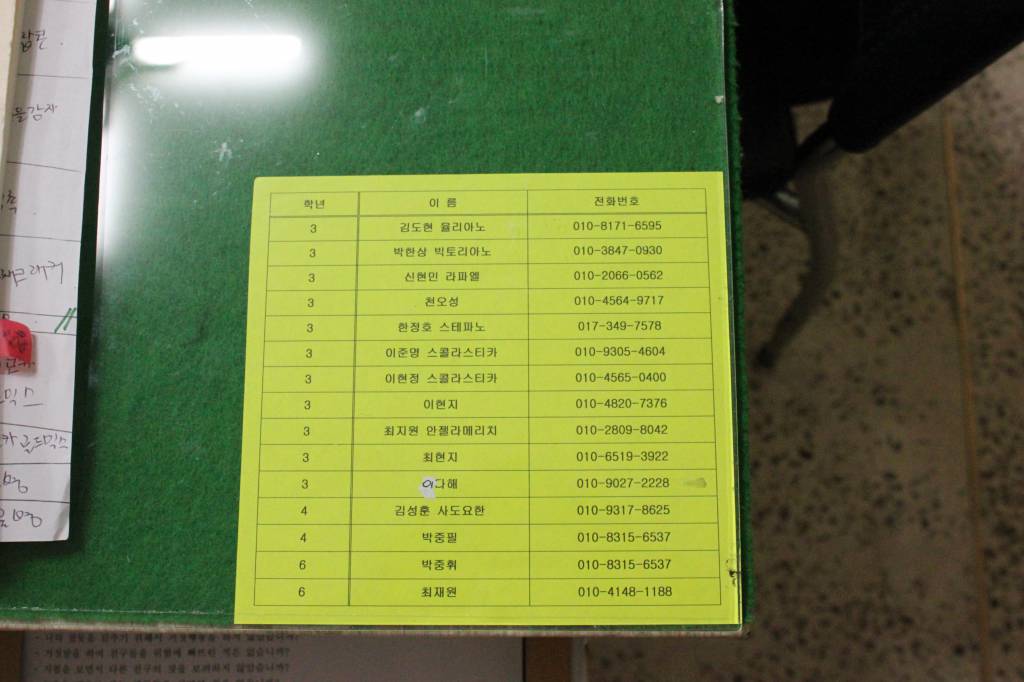 학년 이 름 전화번호
3 김도현 율리아노 010-8171-6595
3 박한상 빅토리아노 010-3847-0930
3 신현민 라파엘 010-2066-0562
3 천오성 010-4564-9717
3 한정호 스테파노 017-349-7578
3 이준명 스콜라스티카 010-9305-4604
3 이현정 스콜라스티카 010-4565-0400
3 이현지 010-4820-7376
3 최지원 안젤라메리치 010-2809-8042
3 최현지 010-6519-3922
3 이다해 010-9027-2228
4 김성훈 사도요한 010-9317-8625
4 박중필 010-8315-6537
6 박중휘 010-8315-6537
6 최재원 010-4148-1188
물감자